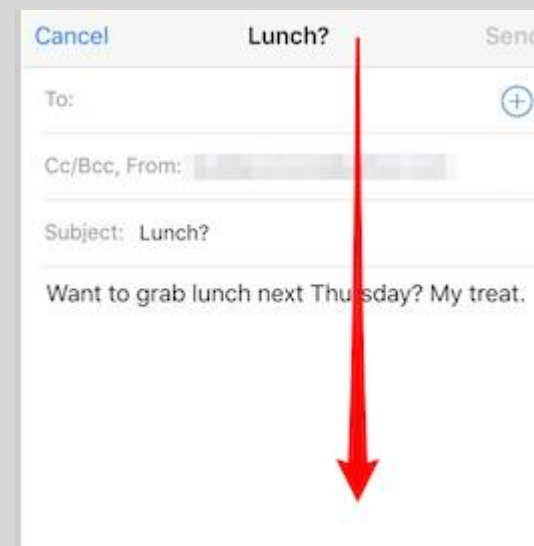 Cancel Lunch? Send
To:
Cc/Bcc, From:
Subject: Lunch?
Want to grab lunch next Thursday? My treat.